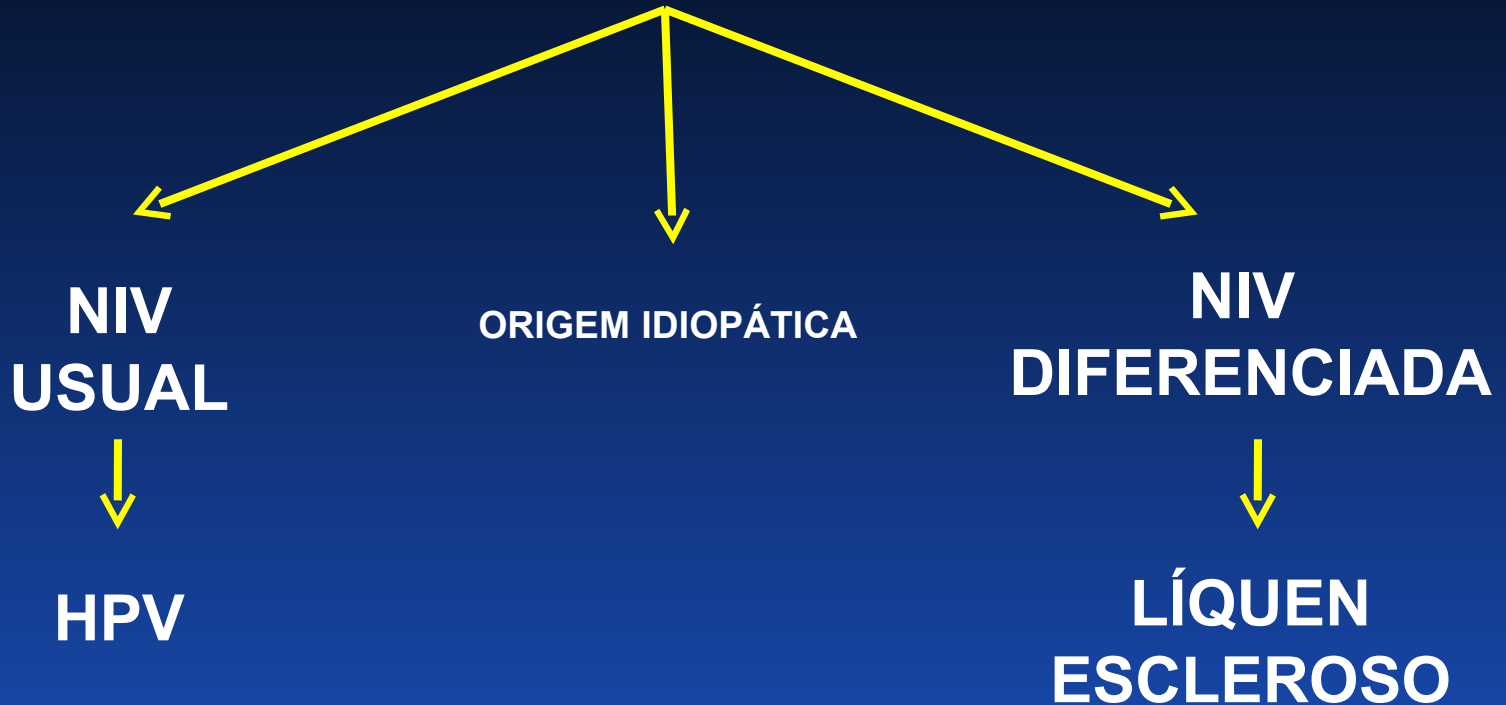 NIV
USUAL
HPV
ORIGEM IDIOPÁTICA
NIV
DIFERENCIADA
LÍQUEN
ESCLEROSO